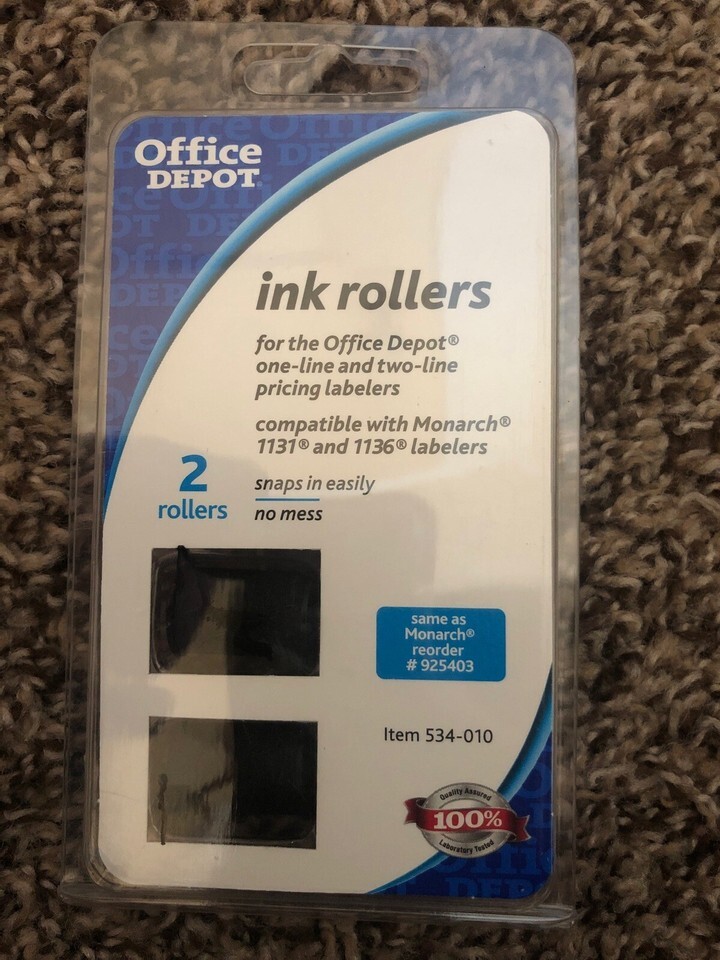 Office
DEPOT
ink rollers
for the Office Depot®
one-line and two-line
pricing labelers
compatible with Monarch®
1131® and 1136® labelers
2
rollers
snaps in easily
no mess
same as
Monarch®
reorder
# 925403
Item 534-010
Quality Assured
100%
Laboratory Tested